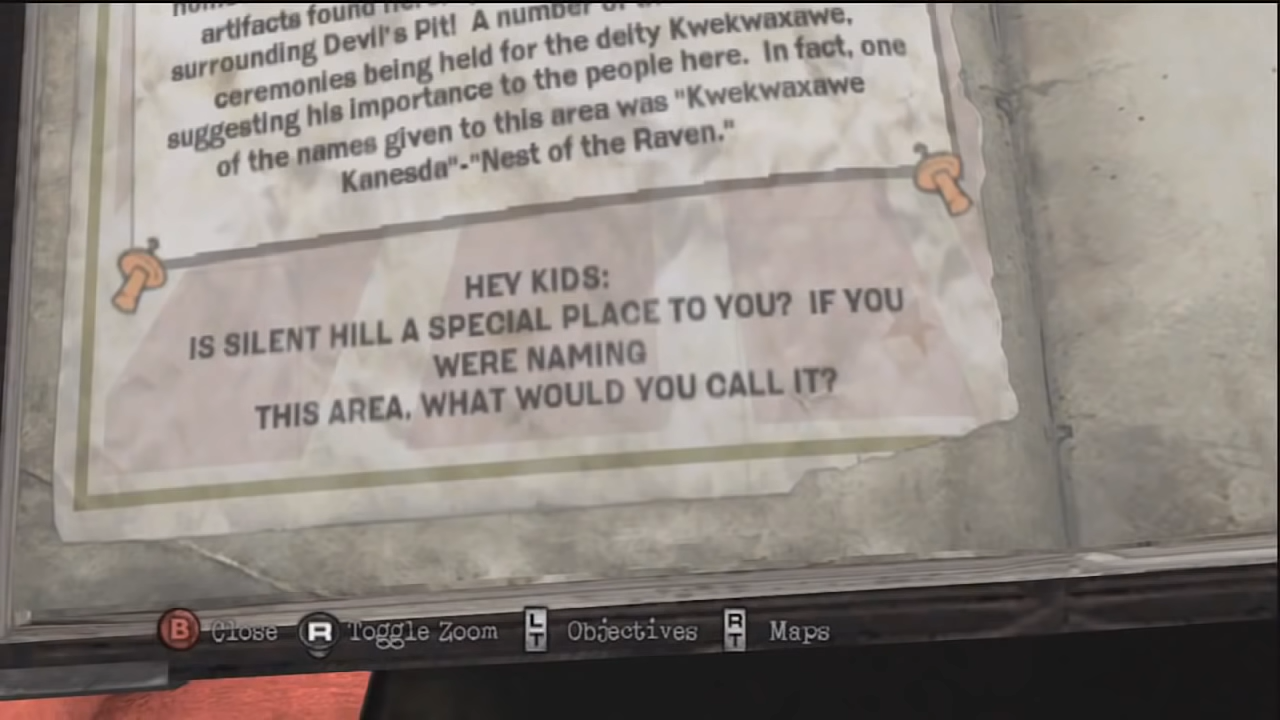 artifacts found
surrounding Devil's Pit! A number of
ceremonies being held for the deity Kwekwaxawe,
suggesting his importance to the people here. In fact, one
of the names given to this area was "Kwekwaxawe
Kanesda"-"Nest of the Raven."
HEY KIDS:
IS SILENT HILL A SPECIAL PLACE TO YOU? IF YOU
WERE NAMING
THIS AREA, WHAT WOULD YOU CALL IT?
B Close R Toggle Zoom LT Objectives RT Maps